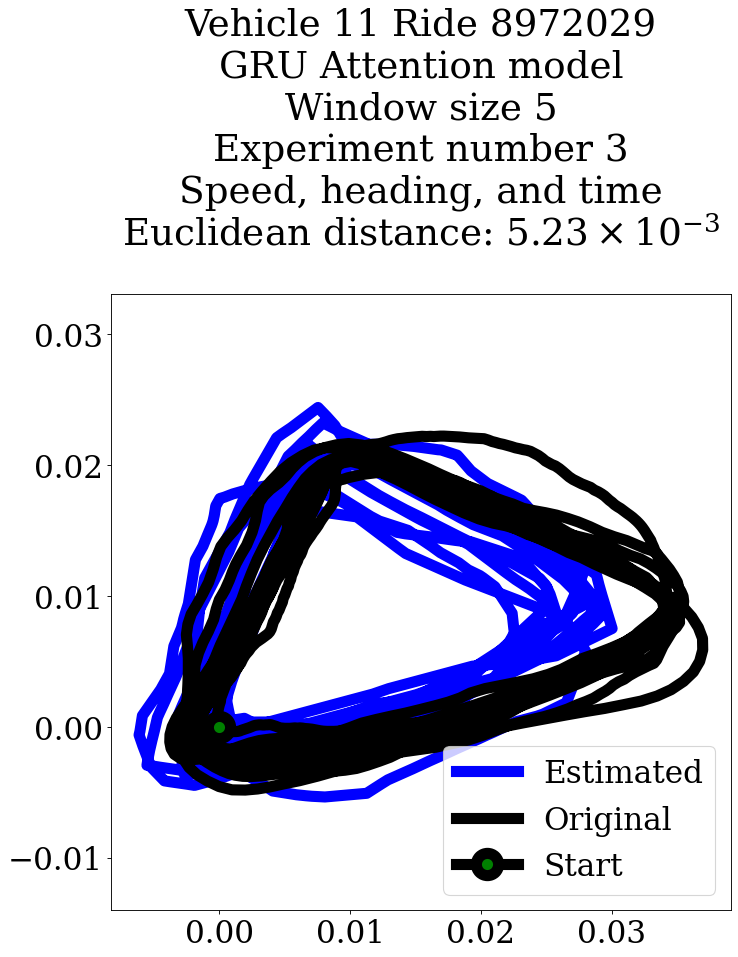 Vehicle 11 Ride 8972029
GRU Attention model
Window size 5
Experiment number 3
Speed, heading, and time
Euclidean distance: 5.23 × 10⁻³
0.03
0.02
0.01
0.00
−0.01
Estimated
Original
Start
0.00 0.01 0.02 0.03